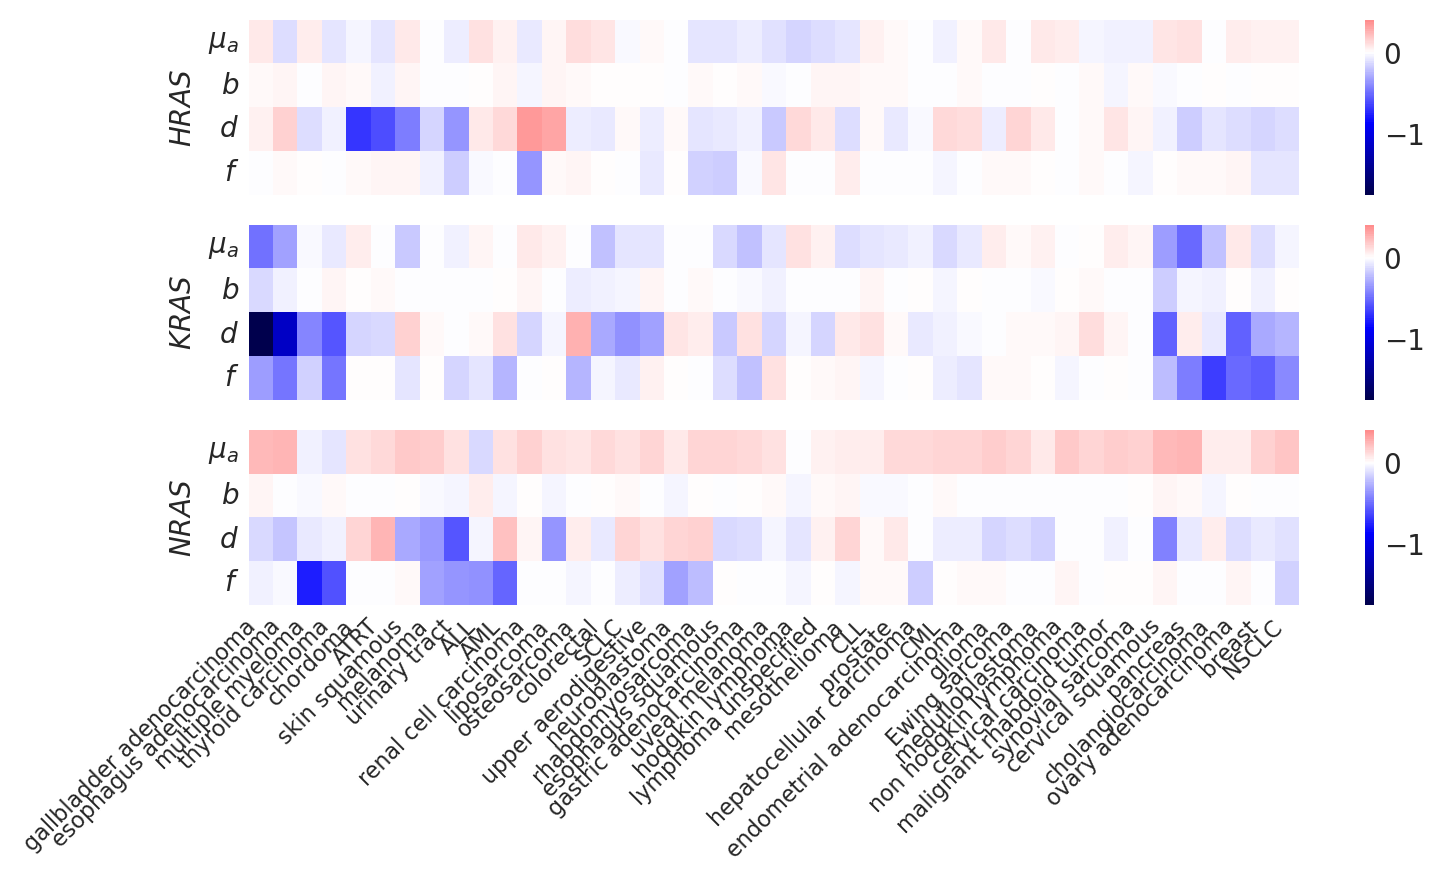 HRAS
μa
b
d
f
0
−1
KRAS
μa
b
d
f
0
−1
NRAS
μa
b
d
f
0
−1
gallbladder adenocarcinoma
esophagus adenocarcinoma
multiple myeloma
thyroid carcinoma
chordoma
ATRT
skin squamous
melanoma
urinary tract
ALL
AML
renal cell carcinoma
liposarcoma
osteosarcoma
colorectal
SCLC
upper aerodigestive
neuroblastoma
rhabdomyosarcoma
esophagus squamous
gastric adenocarcinoma
uveal melanoma
hodgkin lymphoma
lymphoma unspecified
mesothelioma
CLL
prostate
hepatocellular carcinoma
CML
endometrial adenocarcinoma
glioma
Ewing sarcoma
medulloblastoma
non hodgkin lymphoma
cervical carcinoma
malignant rhabdoid tumor
synovial sarcoma
cervical squamous
pancreas
cholangiocarcinoma
ovary adenocarcinoma
breast
NSCLC